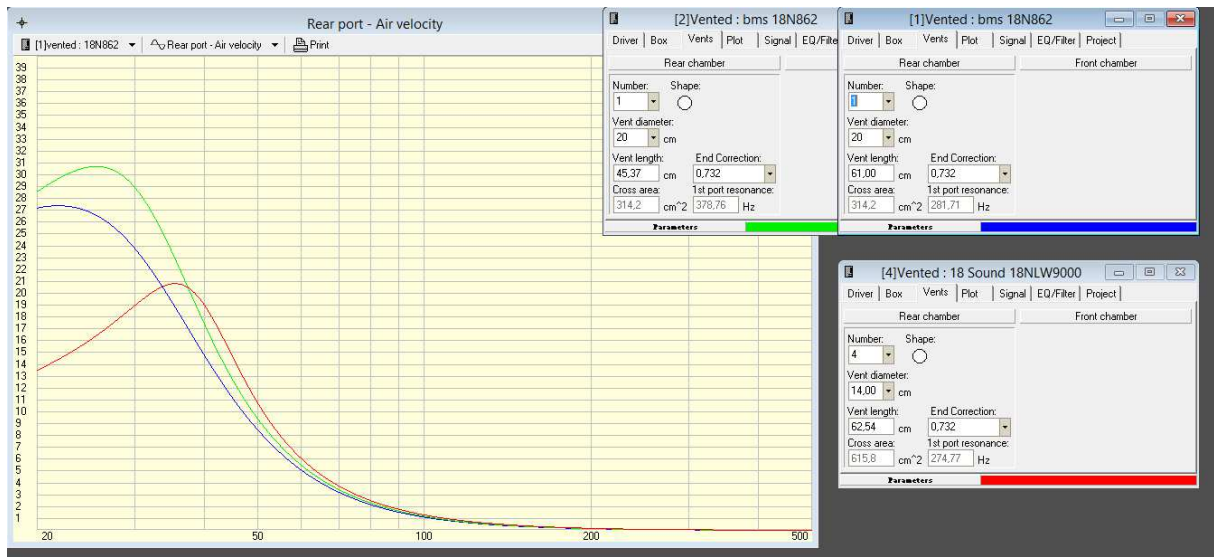 Rear port - Air velocity
[1]vented : 18N862 Rear port - Air velocity Print
39
38
37
36
35
34
33
32
31
30
29
28
27
26
25
24
23
22
21
20
19
18
17
16
15
14
13
12
11
10
9
8
7
6
5
4
3
2
1
20 50 100 200 500
[2]Vented : bms 18N862
Driver Box Vents Plot Signal EQ/Filte
Rear chamber
Number: Shape:
1
Vent diameter:
20 cm
Vent length: End Correction:
45,37 cm 0,732
Cross area: 1st port resonance:
314,2 cm^2 378,76 Hz
Parameters
[1]Vented : bms 18N862
Driver Box Vents Plot Signal EQ/Filter Project
Rear chamber Front chamber
Number: Shape:
1
Vent diameter:
20 cm
Vent length: End Correction:
61,00 cm 0,732
Cross area: 1st port resonance:
314,2 cm^2 281,71 Hz
Parameters
[4]Vented : 18 Sound 18NLW9000
Driver Box Vents Plot Signal EQ/Filter Project
Rear chamber Front chamber
Number: Shape:
4
Vent diameter:
14,00 cm
Vent length: End Correction:
62,54 cm 0,732
Cross area: 1st port resonance:
615,8 cm^2 274,77 Hz
Parameters